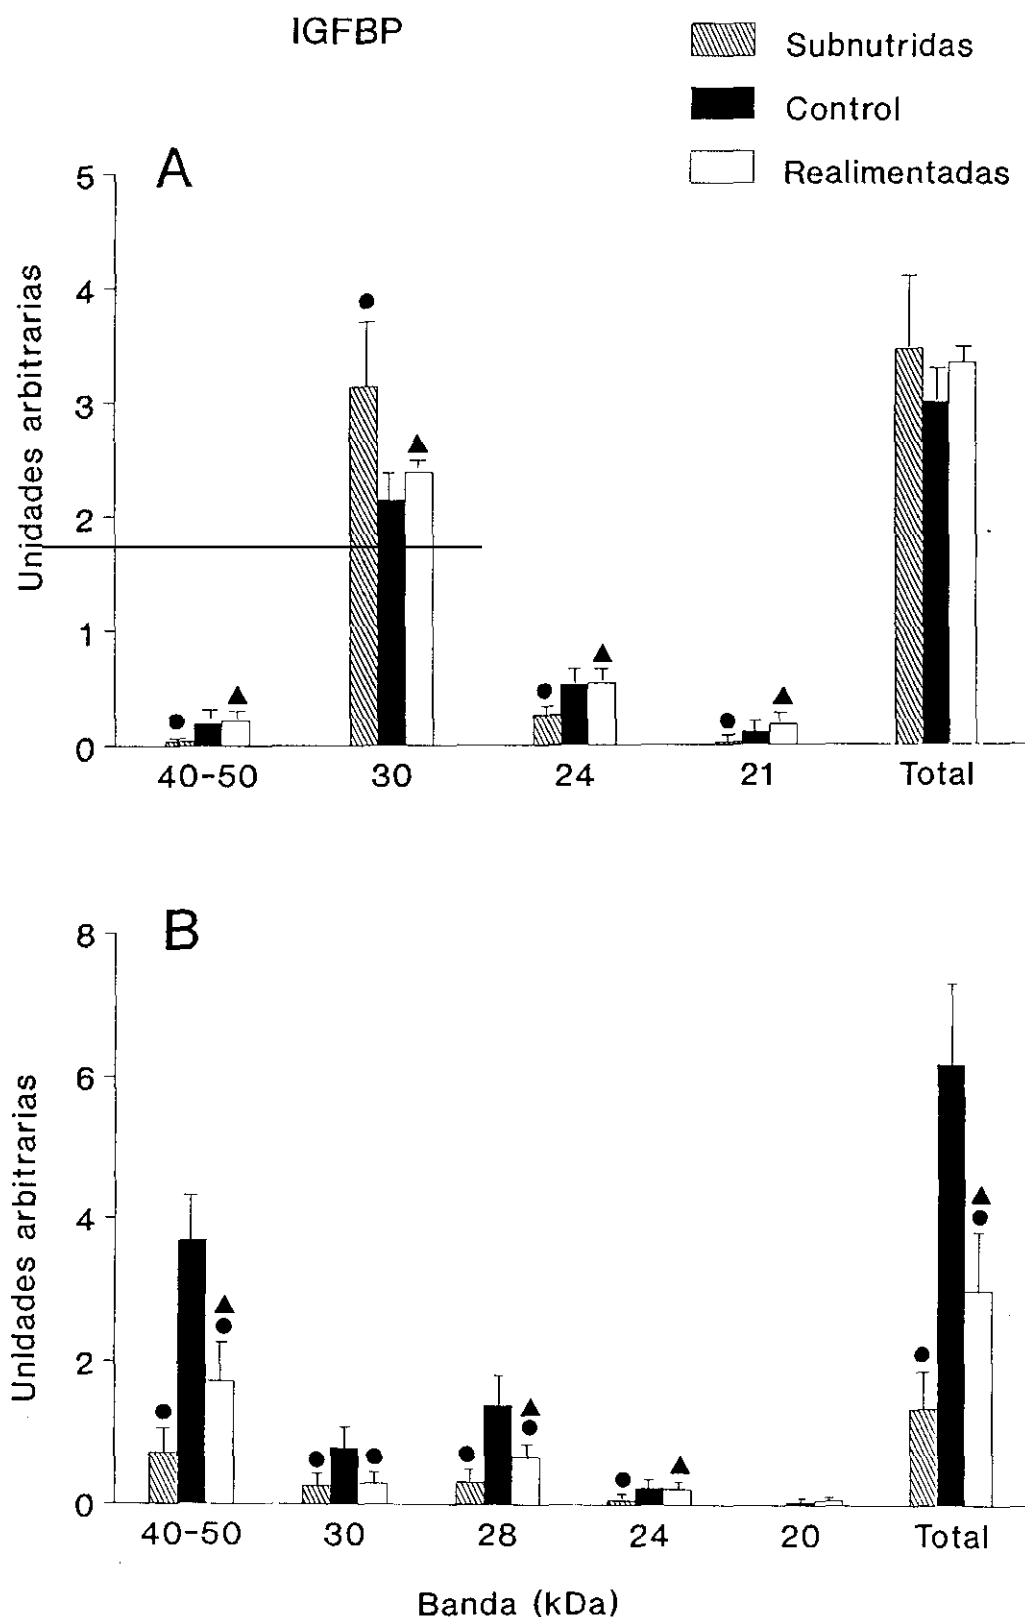 IGFBP
Subnutridas
Control
Realimentadas
A
Unidades arbitrarias
5
4
3
2
1
0
40-50 30 24 21 Total
B
Unidades arbitrarias
8
6
4
2
0
40-50 30 28 24 20 Total
Banda (kDa)